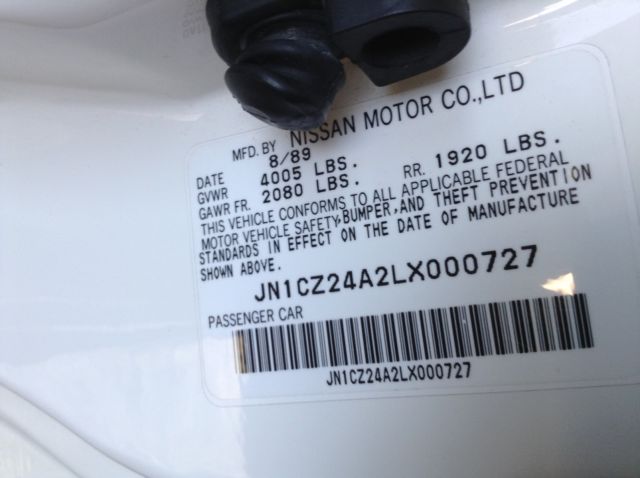 MFD. BY NISSAN MOTOR CO.,LTD
DATE 8/89
GVWR 4005 LBS.
GAWR FR. 2080 LBS. RR. 1920 LBS.
THIS VEHICLE CONFORMS TO ALL APPLICABLE FEDERAL
MOTOR VEHICLE SAFETY,BUMPER,AND THEFT PREVENTION
STANDARDS IN EFFECT ON THE DATE OF MANUFACTURE
SHOWN ABOVE.
JN1CZ24A2LX000727
PASSENGER CAR
JN1CZ24A2LX000727